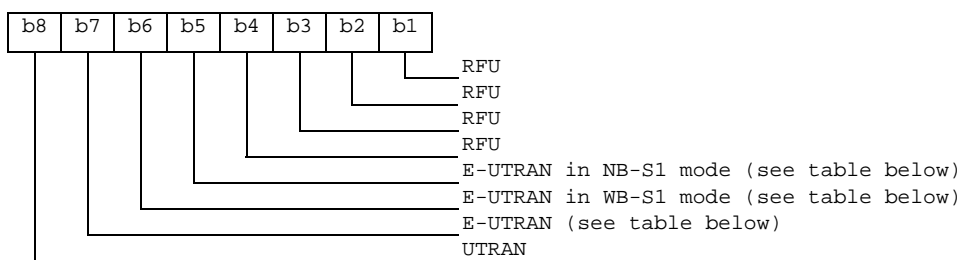 b8 b7 b6 b5 b4 b3 b2 b1
RFU
RFU
RFU
RFU
E-UTRAN in NB-S1 mode (see table below)
E-UTRAN in WB-S1 mode (see table below)
E-UTRAN (see table below)
UTRAN